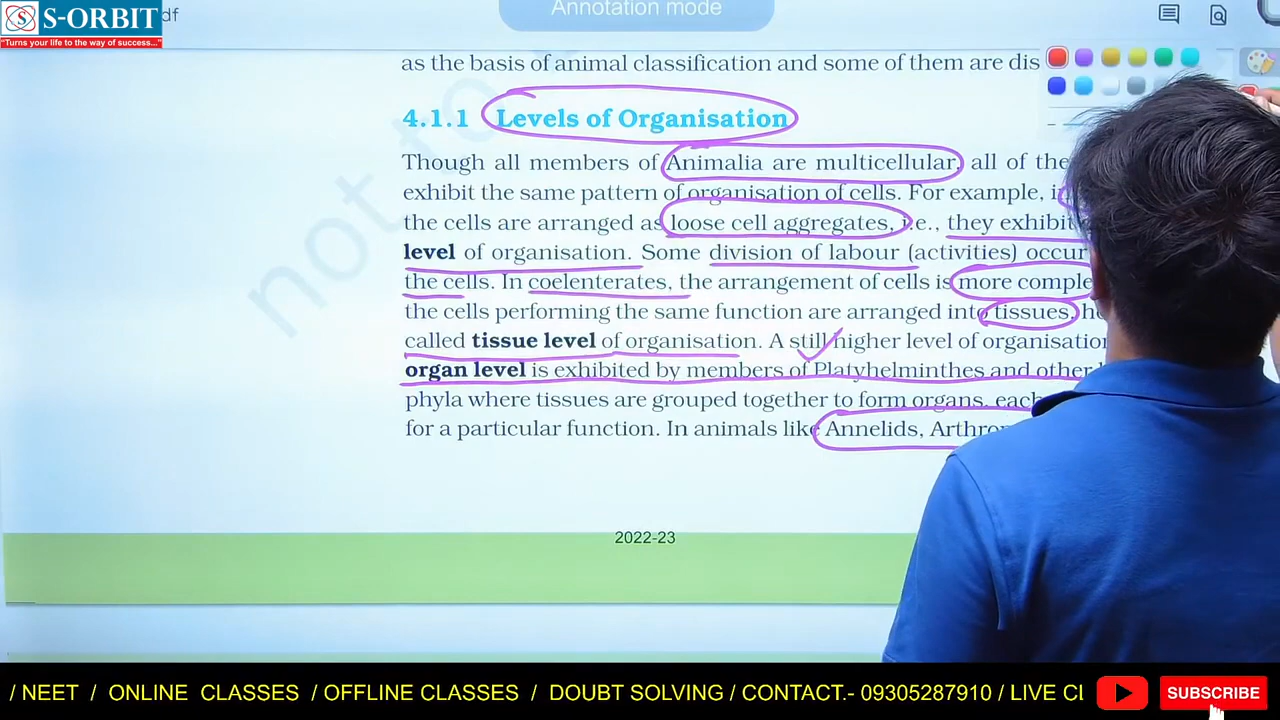 S-ORBIT
df
"Turns your life to the way of success..."
Annotation mode
as the basis of animal classification and some of them are dis
4.1.1 Levels of Organisation
Though all members of Animalia are multicellular, all of the
exhibit the same pattern of organisation of cells. For example, in
the cells are arranged as loose cell aggregates, i.e., they exhibit
level of organisation. Some division of labour (activities) occur
the cells. In coelenterates, the arrangement of cells is more comple
the cells performing the same function are arranged into tissues, he
called tissue level of organisation. A still higher level of organisation
organ level is exhibited by members of Platyhelminthes and other
phyla where tissues are grouped together to form organs, each
for a particular function. In animals like Annelids, Arthrop
not to
2022-23
/ NEET / ONLINE CLASSES / OFFLINE CLASSES / DOUBT SOLVING / CONTACT.- 09305287910 / LIVE CL
SUBSCRIBE